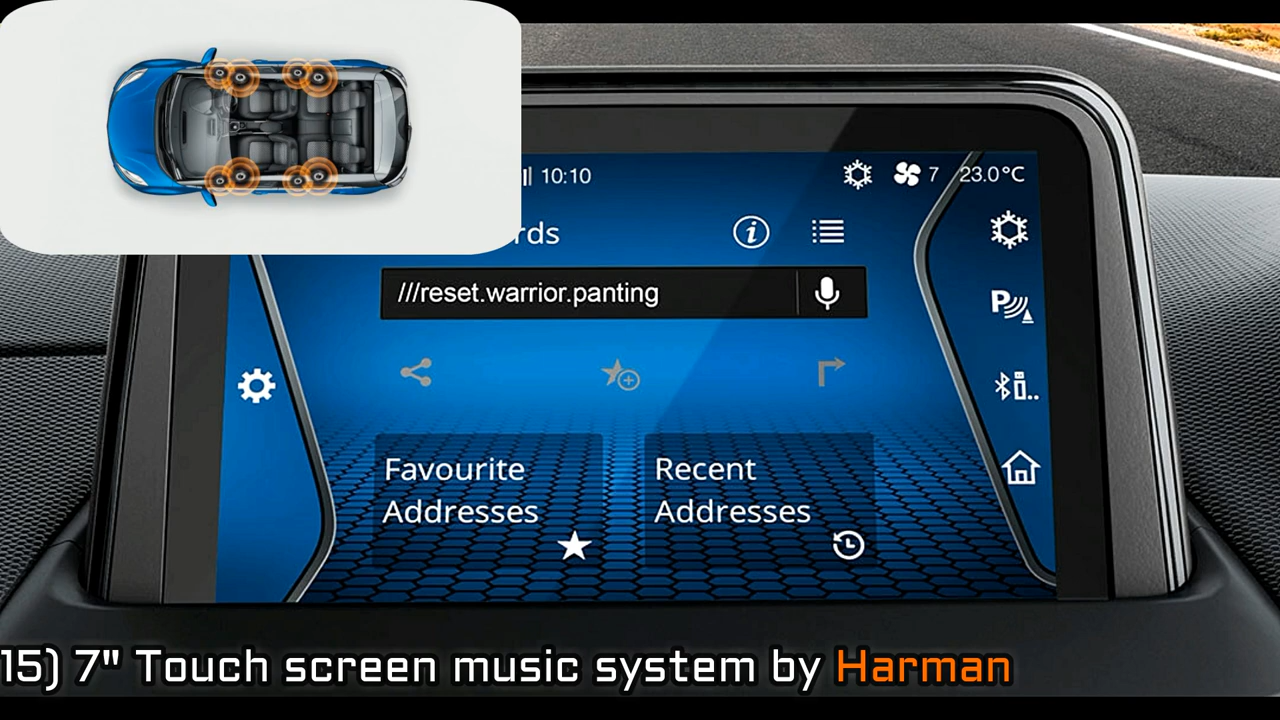 10:10
7
23.0°C
rds
///reset.warrior.panting
P
Favourite
Addresses
Recent
Addresses
15) 7" Touch screen music system by Harman